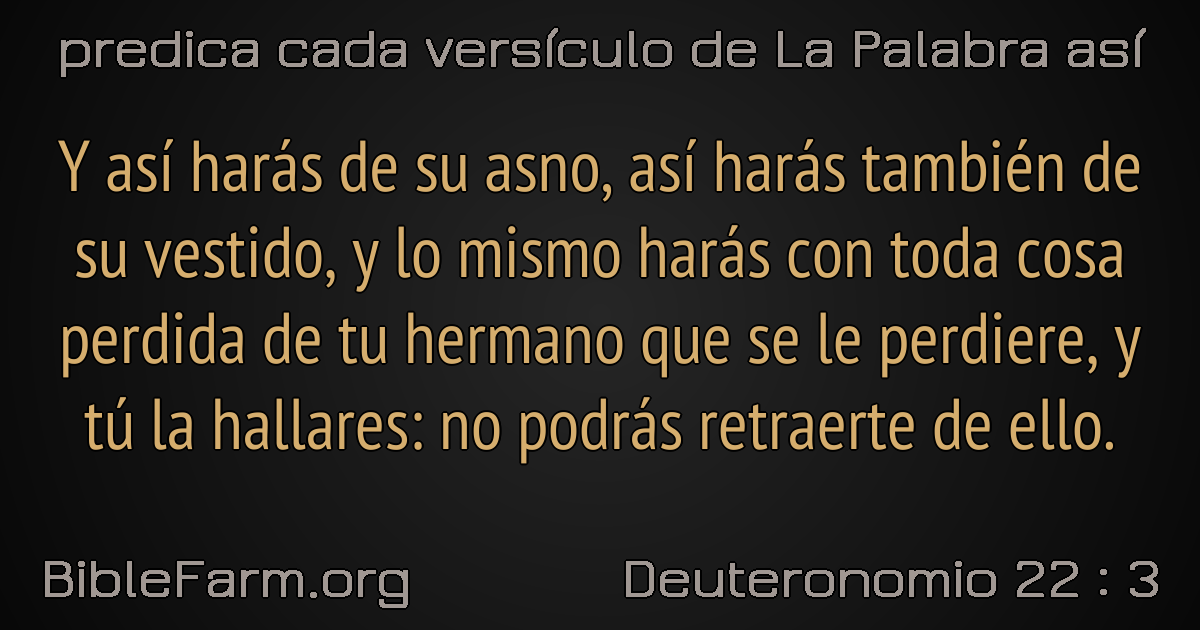 predica cada versículo de La Palabra así
Y así harás de su asno, así harás también de
su vestido, y lo mismo harás con toda cosa
perdida de tu hermano que se le perdiere, y
tú la hallares: no podrás retraerte de ello.
BibleFarm.org
Deuteronomio 22 : 3